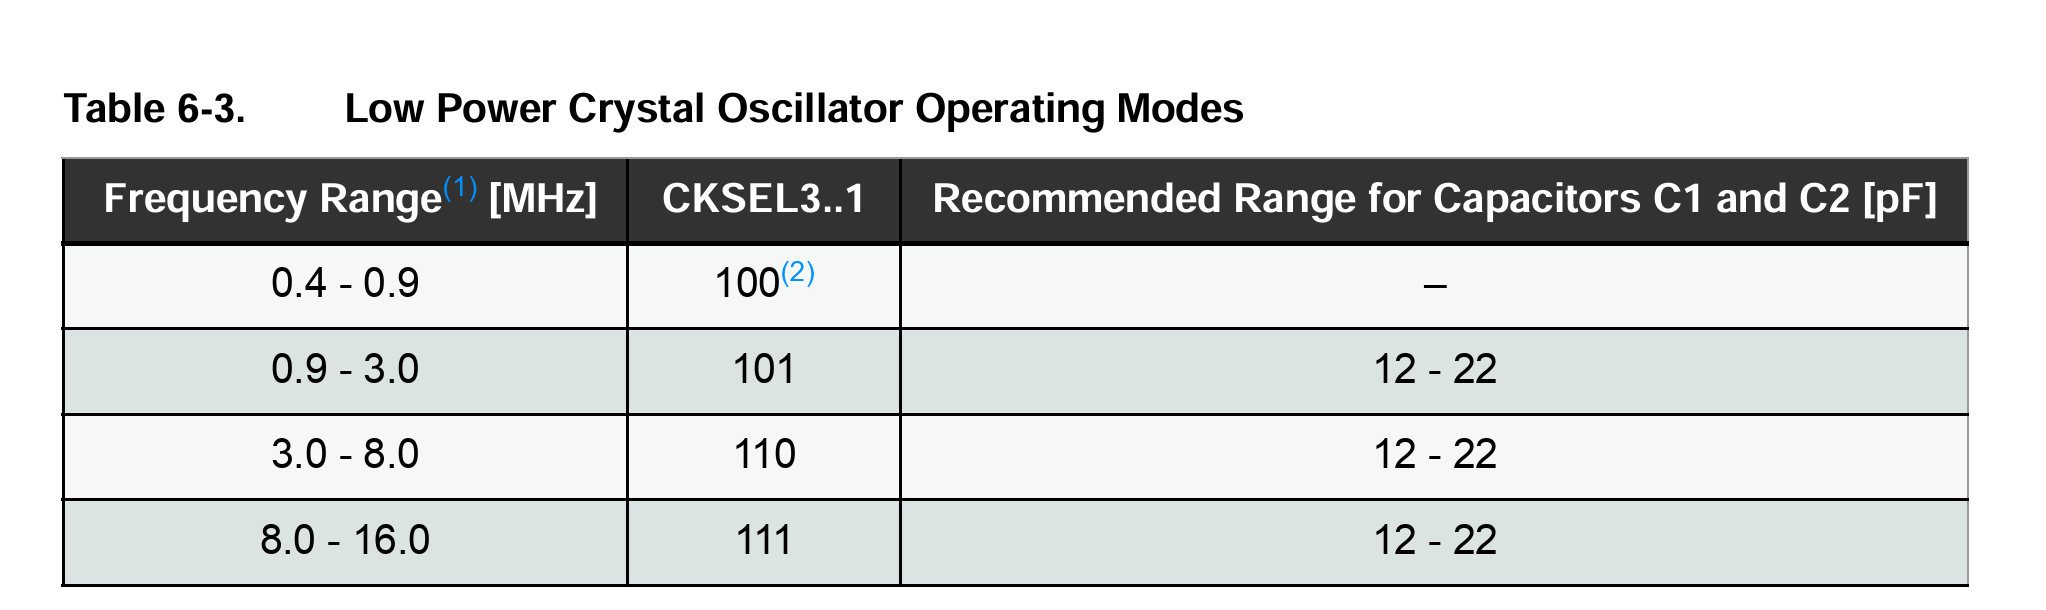 Table 6-3. Low Power Crystal Oscillator Operating Modes
Frequency Range(1) [MHz] CKSEL3..1 Recommended Range for Capacitors C1 and C2 [pF]
0.4 - 0.9 100(2) –
0.9 - 3.0 101 12 - 22
3.0 - 8.0 110 12 - 22
8.0 - 16.0 111 12 - 22